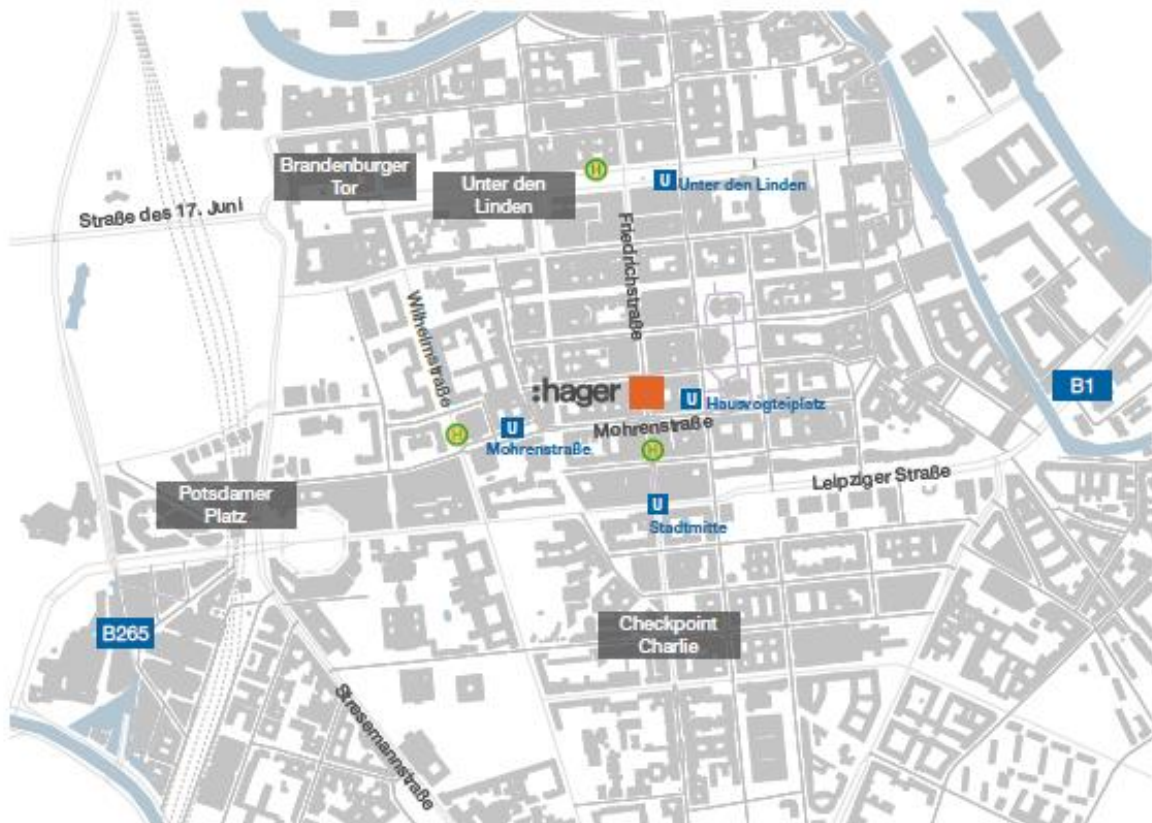 Brandenburger
Tor
Unter den
Linden
H
U Unter den Linden
Straße des 17. Juni
Friedrichstraße
Wilhelmstraße
:hager
U Hausvogteiplatz
B1
Mohrenstraße
H
U
Mohrenstraße
H
Leipziger Straße
Potsdamer
Platz
U
Stadtmitte
B265
Checkpoint
Charlie
Stresemannstraße